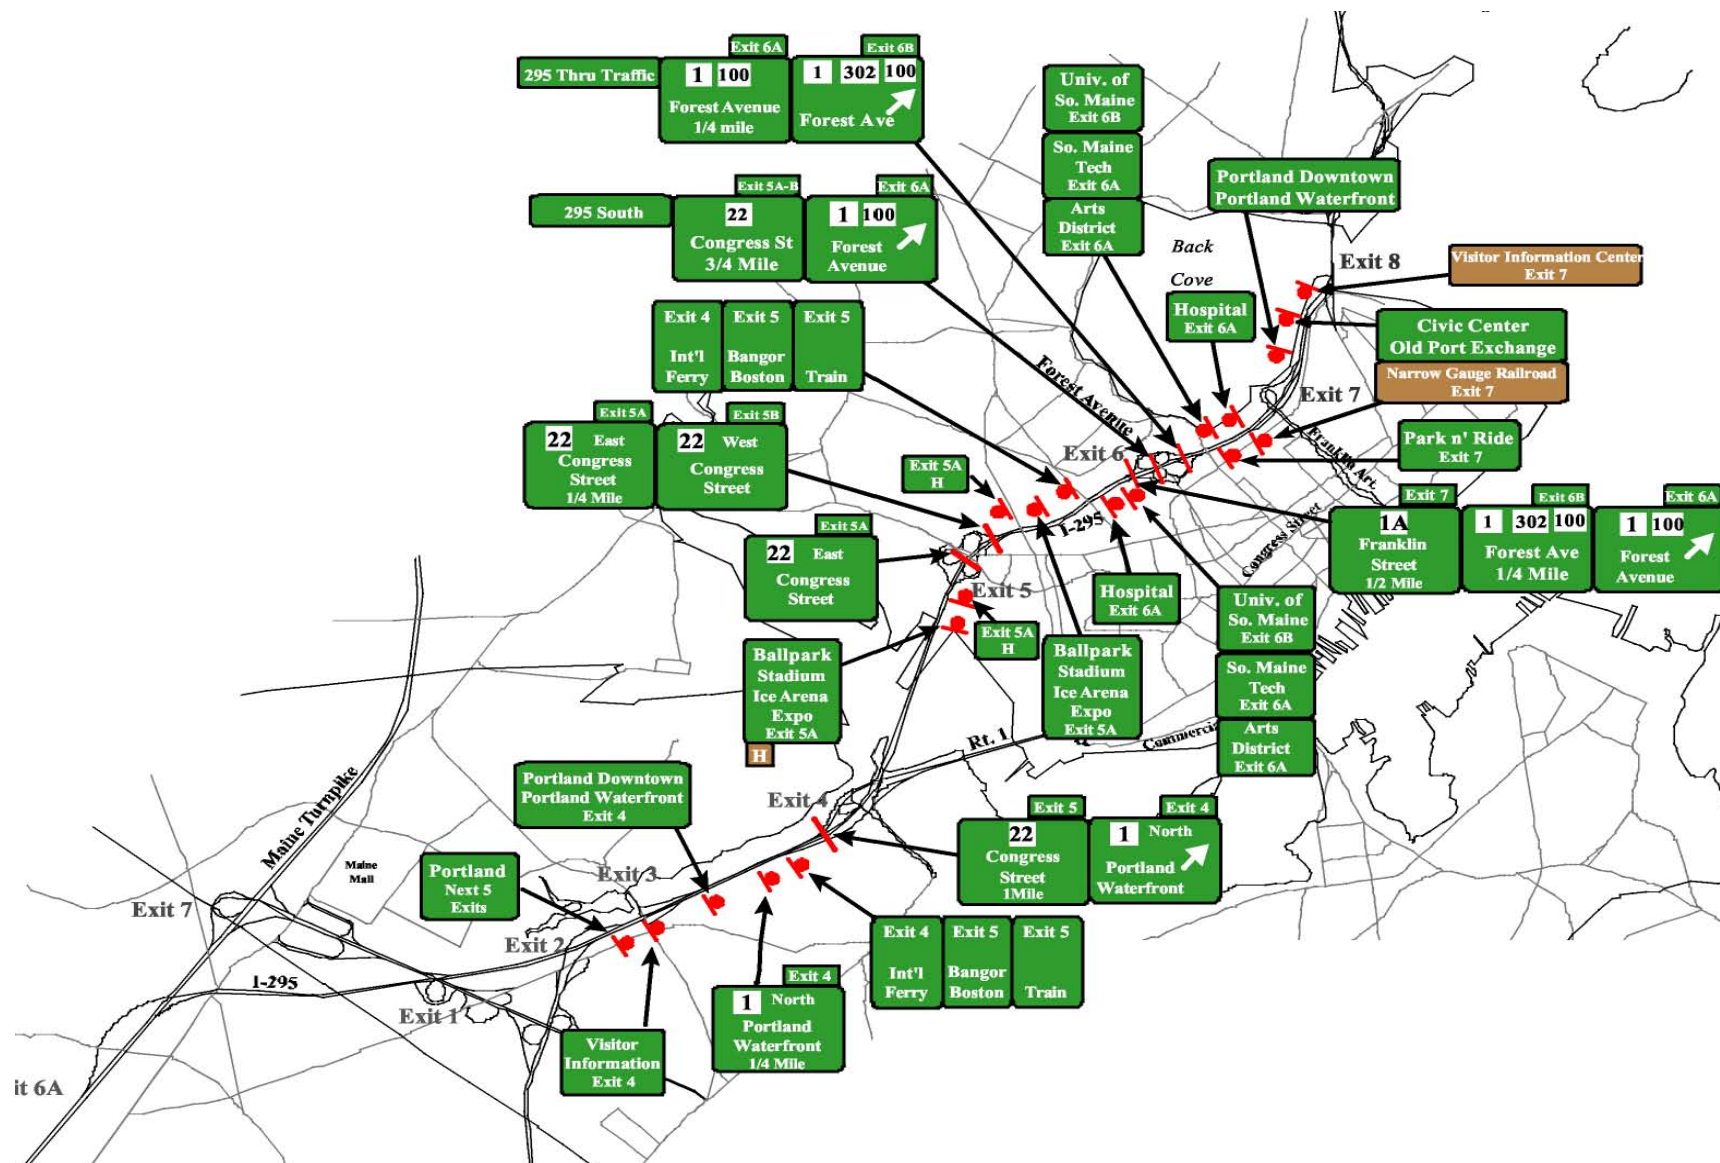 Exit 6A
Exit 6B
295 Thru Traffic
1 100
Forest Avenue
1/4 mile
1 302 100
Forest Ave
Exit 5A-B
Exit 6A
295 South
22
Congress St
3/4 Mile
1 100
Forest
Avenue
Exit 4
Int'l
Ferry
Exit 5
Bangor
Boston
Exit 5
Train
Exit 5A
Exit 5B
22 East
Congress
Street
1/4 Mile
22 West
Congress
Street
Exit 5A
H
Exit 5A
22 East
Congress
Street
Univ. of
So. Maine
Exit 6B
So. Maine
Tech
Exit 6A
Arts
District
Exit 6A
Portland Downtown
Portland Waterfront
Back
Cove
Exit 8
Visitor Information Center
Exit 7
Hospital
Exit 6A
Civic Center
Old Port Exchange
Narrow Gauge Railroad
Exit 7
Exit 7
Forest Avenue
Park n' Ride
Exit 7
Franklin Art.
Exit 6
Exit 7
Exit 6B
Exit 6A
1A
Franklin
Street
1/2 Mile
1 302 100
Forest Ave
1/4 Mile
1 100
Forest
Avenue
I-295
Congress Street
Exit 5
Exit 5A
H
Hospital
Exit 6A
Univ. of
So. Maine
Exit 6B
So. Maine
Tech
Exit 6A
Arts
District
Exit 6A
Ballpark
Stadium
Ice Arena
Expo
Exit 5A
H
Ballpark
Stadium
Ice Arena
Expo
Exit 5A
Rt. 1
Commercia
Maine Turnpike
Portland Downtown
Portland Waterfront
Exit 4
Exit 4
Exit 5
Exit 4
22
Congress
Street
1Mile
1 North
Portland
Waterfront
Maine
Mall
Portland
Next 5
Exits
Exit 3
Exit 7
Exit 2
I-295
Exit 1
Exit 4
1 North
Portland
Waterfront
1/4 Mile
Exit 4
Int'l
Ferry
Exit 5
Bangor
Boston
Exit 5
Train
Visitor
Information
Exit 4
it 6A